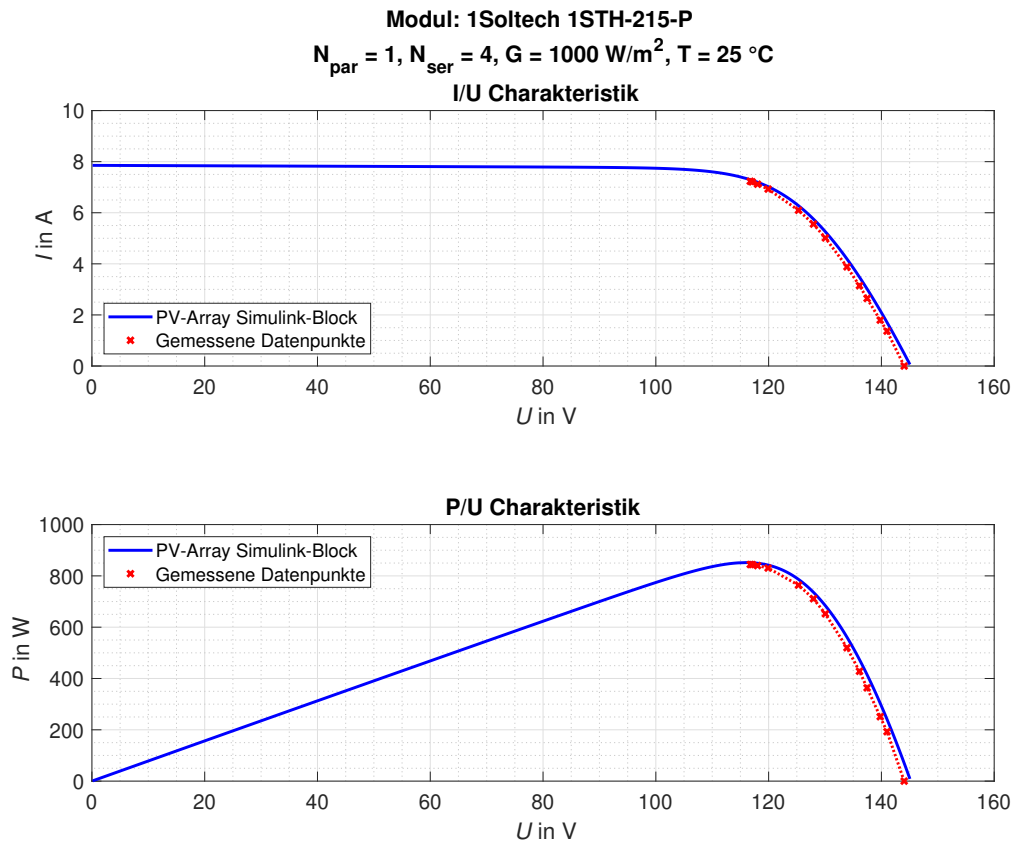 Modul: 1Soltech 1STH-215-P
N_par = 1, N_ser = 4, G = 1000 W/m², T = 25 °C
I/U Charakteristik
10
8
6
4
2
0
I in A
PV-Array Simulink-Block
Gemessene Datenpunkte
0 20 40 60 80 100 120 140 160
U in V
P/U Charakteristik
1000
800
600
400
200
0
P in W
PV-Array Simulink-Block
Gemessene Datenpunkte
0 20 40 60 80 100 120 140 160
U in V